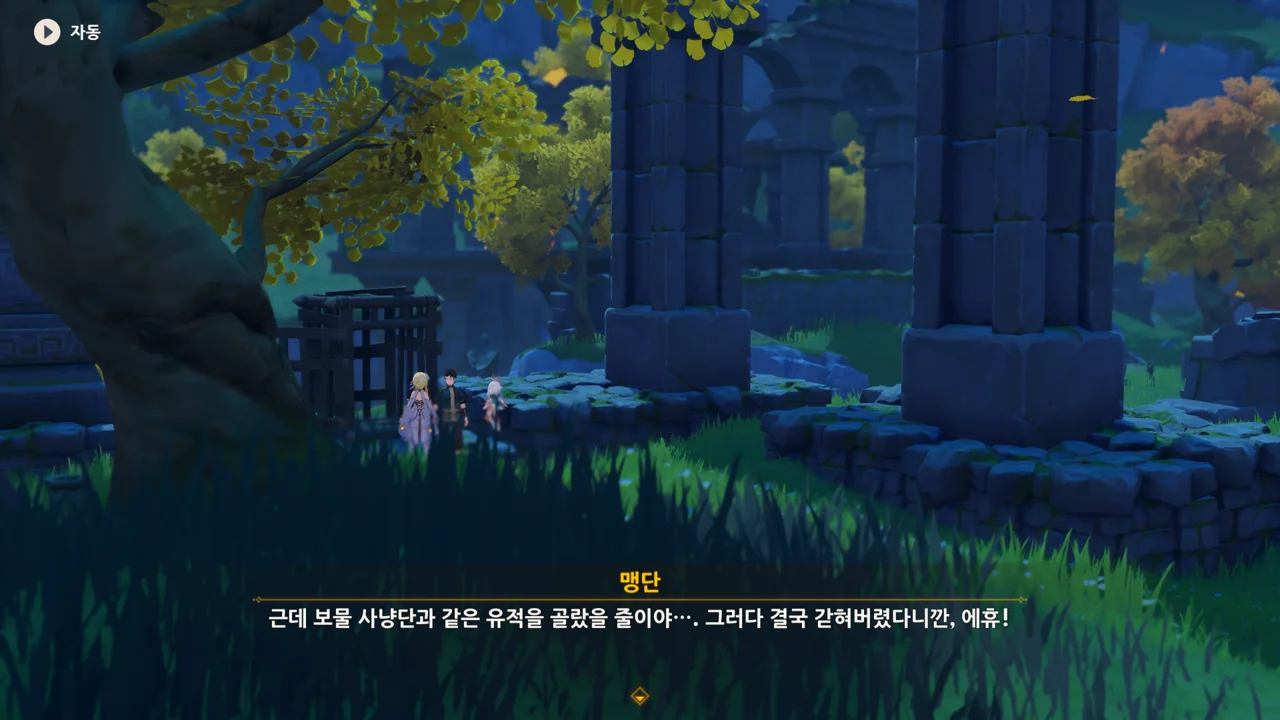 자동
맹단
근데 보물 사냥단과 같은 유적을 골랐을 줄이야…. 그러다 결국 갇혀버렸다니깐, 에휴!